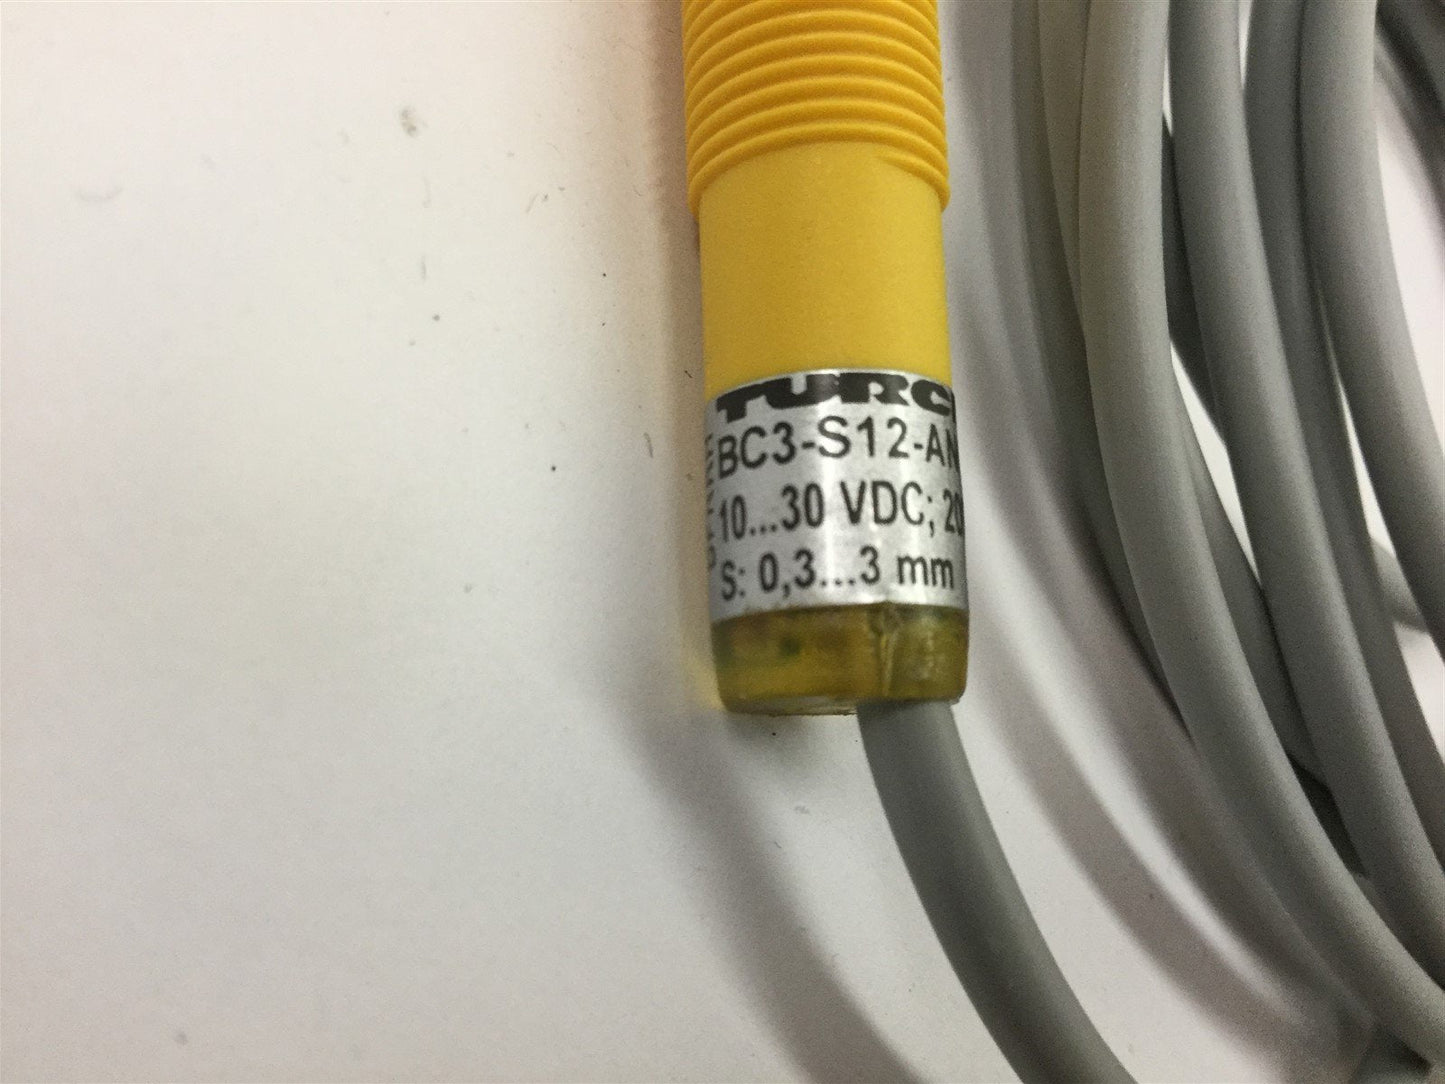 TURC
BC3-S12-AN
10...30 VDC; 20
S: 0,3...3 mm